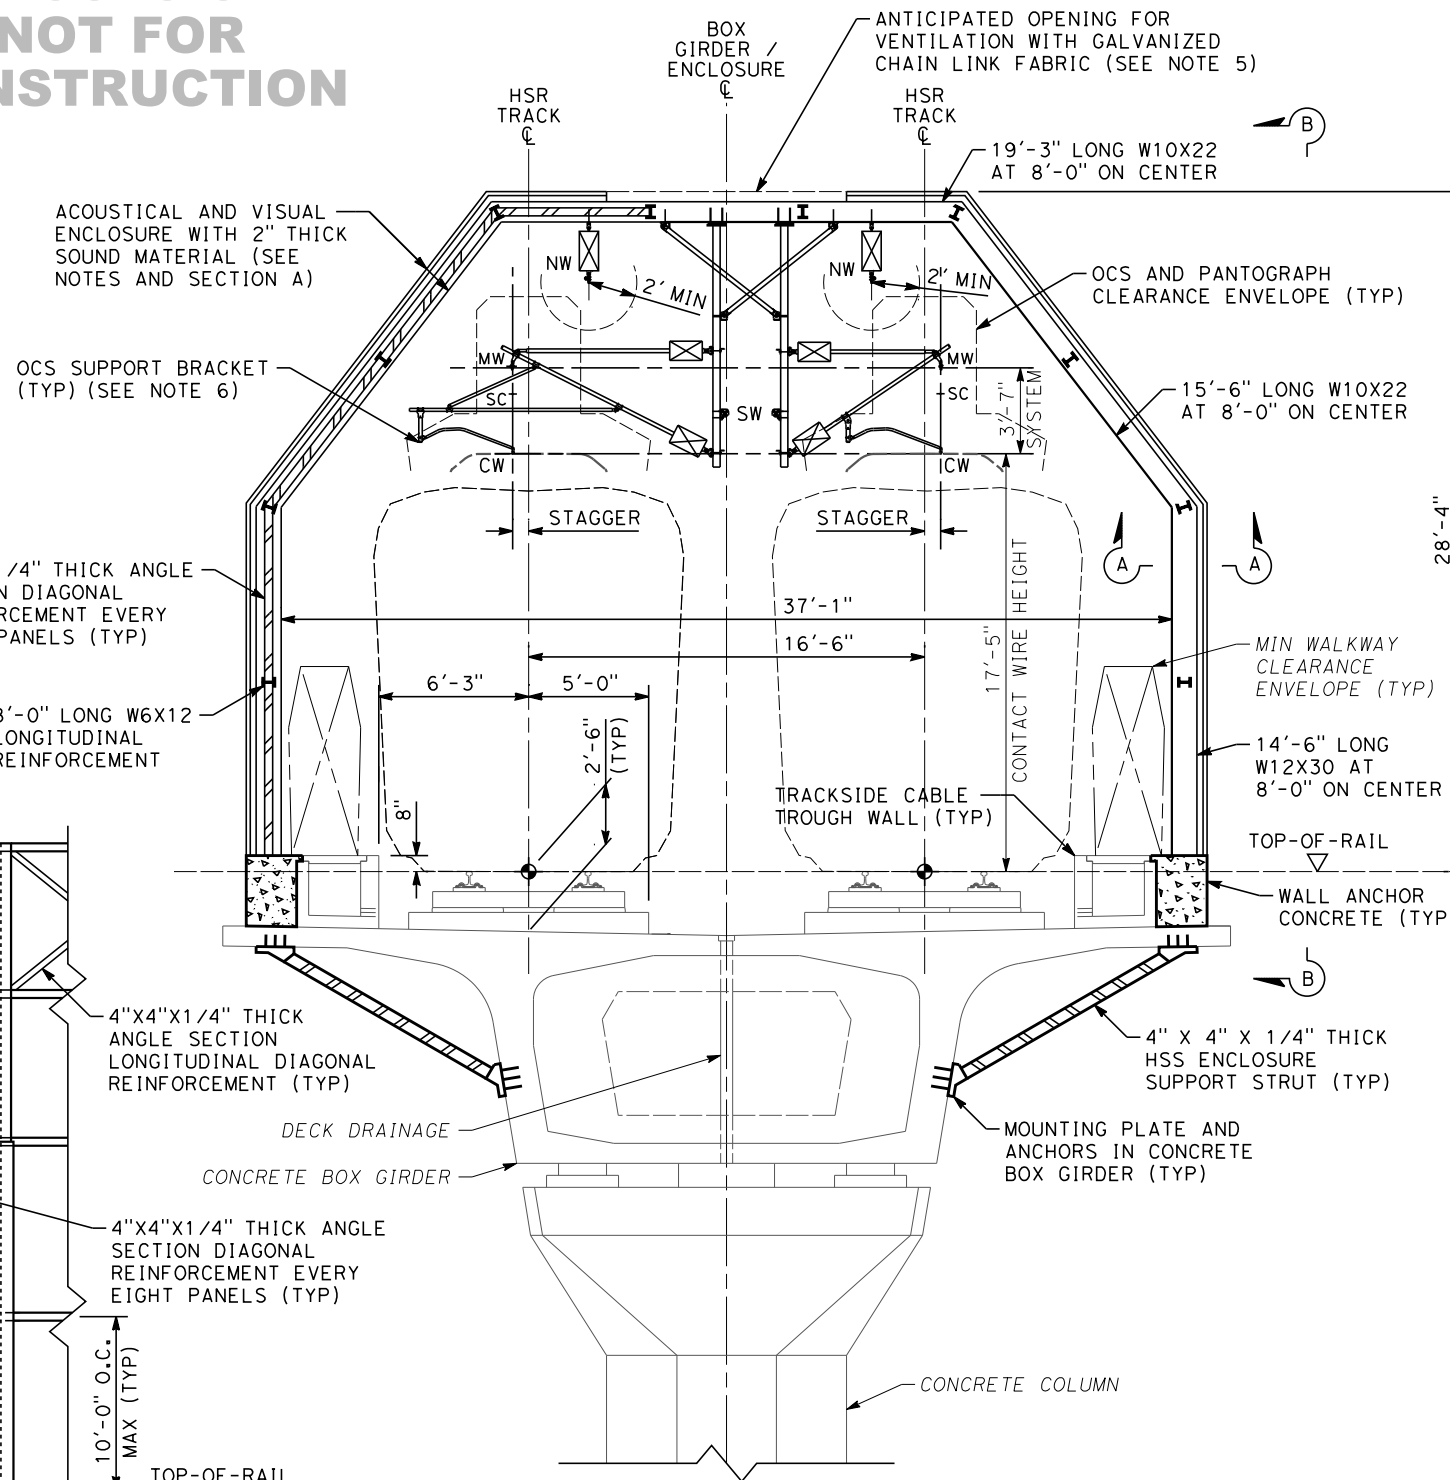 NOT FOR
NSTRUCTION
BOX
GIRDER /
ENCLOSURE
℄
ANTICIPATED OPENING FOR
VENTILATION WITH GALVANIZED
CHAIN LINK FABRIC (SEE NOTE 5)
HSR
TRACK
℄
HSR
TRACK
℄
B
19'-3" LONG W10X22
AT 8'-0" ON CENTER
ACOUSTICAL AND VISUAL
ENCLOSURE WITH 2" THICK
SOUND MATERIAL (SEE
NOTES AND SECTION A)
NW
2' MIN
NW
2' MIN
OCS AND PANTOGRAPH
CLEARANCE ENVELOPE (TYP)
OCS SUPPORT BRACKET
(TYP) (SEE NOTE 6)
MW
SC
CW
SW
MW
SC
CW
3'-7"
SYSTEM
15'-6" LONG W10X22
AT 8'-0" ON CENTER
STAGGER
STAGGER
28'-4"
A
A
/4" THICK ANGLE
N DIAGONAL
RCEMENT EVERY
PANELS (TYP)
37'-1"
16'-6"
17'-5"
CONTACT WIRE HEIGHT
MIN WALKWAY
CLEARANCE
ENVELOPE (TYP)
6'-3"
5'-0"
2'-6"
(TYP)
8'-0" LONG W6X12
LONGITUDINAL
REINFORCEMENT
14'-6" LONG
W12X30 AT
8'-0" ON CENTER
8"
TRACKSIDE CABLE
TROUGH WALL (TYP)
TOP-OF-RAIL
WALL ANCHOR
CONCRETE (TYP
B
4"X4"X1/4" THICK
ANGLE SECTION
LONGITUDINAL DIAGONAL
REINFORCEMENT (TYP)
4" X 4" X 1/4" THICK
HSS ENCLOSURE
SUPPORT STRUT (TYP)
DECK DRAINAGE
MOUNTING PLATE AND
ANCHORS IN CONCRETE
BOX GIRDER (TYP)
CONCRETE BOX GIRDER
4"X4"X1/4" THICK ANGLE
SECTION DIAGONAL
REINFORCEMENT EVERY
EIGHT PANELS (TYP)
10'-0" O.C.
MAX (TYP)
CONCRETE COLUMN
TOP-OF-RAIL